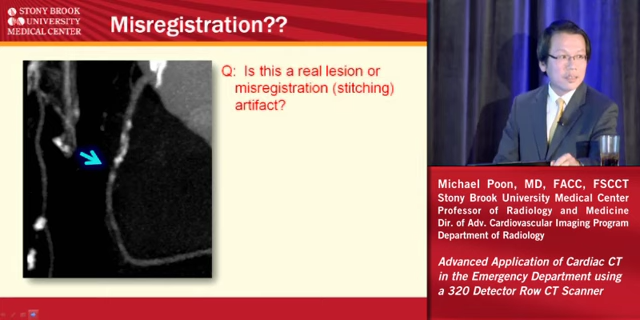 STONY BROOK
UNIVERSITY
MEDICAL CENTER
Misregistration??
Q: Is this a real lesion or
misregistration (stitching)
artifact?
Michael Poon, MD, FACC, FSCCT
Stony Brook University Medical Center
Professor of Radiology and Medicine
Dir. of Adv. Cardiovascular Imaging Program
Department of Radiology
Advanced Application of Cardiac CT
in the Emergency Department using
a 320 Detector Row CT Scanner